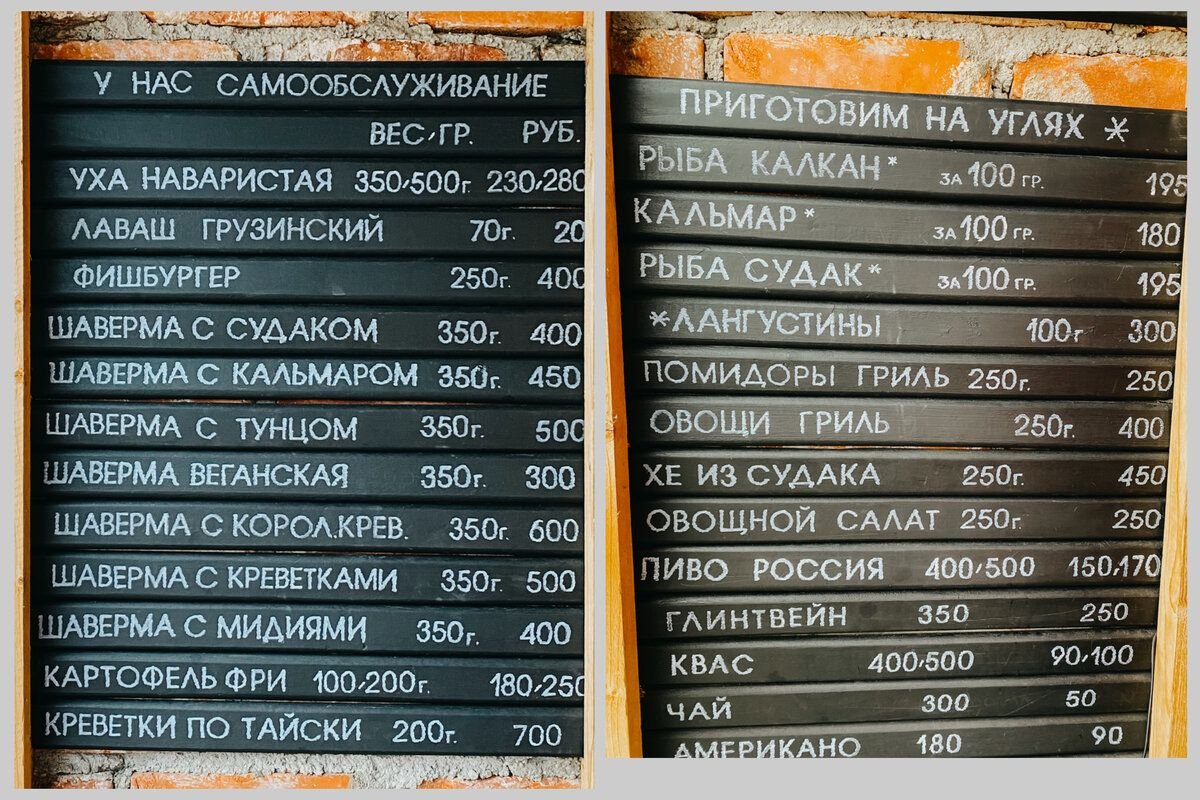 У НАС САМООБСЛУЖИВАНИЕ
ВЕС,ГР. РУБ.
УХА НАВАРИСТАЯ 350,500г 230,280
ЛАВАШ ГРУЗИНСКИЙ 70г. 20
ФИШБУРГЕР 250г. 400
ШАВЕРМА С СУДАКОМ 350г. 400
ШАВЕРМА С КАЛЬМАРОМ 350г. 450
ШАВЕРМА С ТУНЦОМ 350г. 500
ШАВЕРМА ВЕГАНСКАЯ 350г. 300
ШАВЕРМА С КОРОЛ.КРЕВ. 350г. 600
ШАВЕРМА С КРЕВЕТКАМИ 350г. 500
ШАВЕРМА С МИДИЯМИ 350г. 400
КАРТОФЕЛЬ ФРИ 100,200г. 180,250
КРЕВЕТКИ ПО ТАЙСКИ 200г. 700
ПРИГОТОВИМ НА УГЛЯХ *
РЫБА КАЛКАН* ЗА 100 ГР. 195
КАЛЬМАР* ЗА 100 ГР. 180
РЫБА СУДАК* ЗА 100 ГР. 195
*ЛАНГУСТИНЫ 100г 300
ПОМИДОРЫ ГРИЛЬ 250г. 250
ОВОЩИ ГРИЛЬ 250г. 400
ХЕ ИЗ СУДАКА 250г. 450
ОВОЩНОЙ САЛАТ 250г. 250
ПИВО РОССИЯ 400,500 150,170
ГЛИНТВЕЙН 350 250
КВАС 400,500 90,100
ЧАЙ 300 50
АМЕРИКАНО 180 90